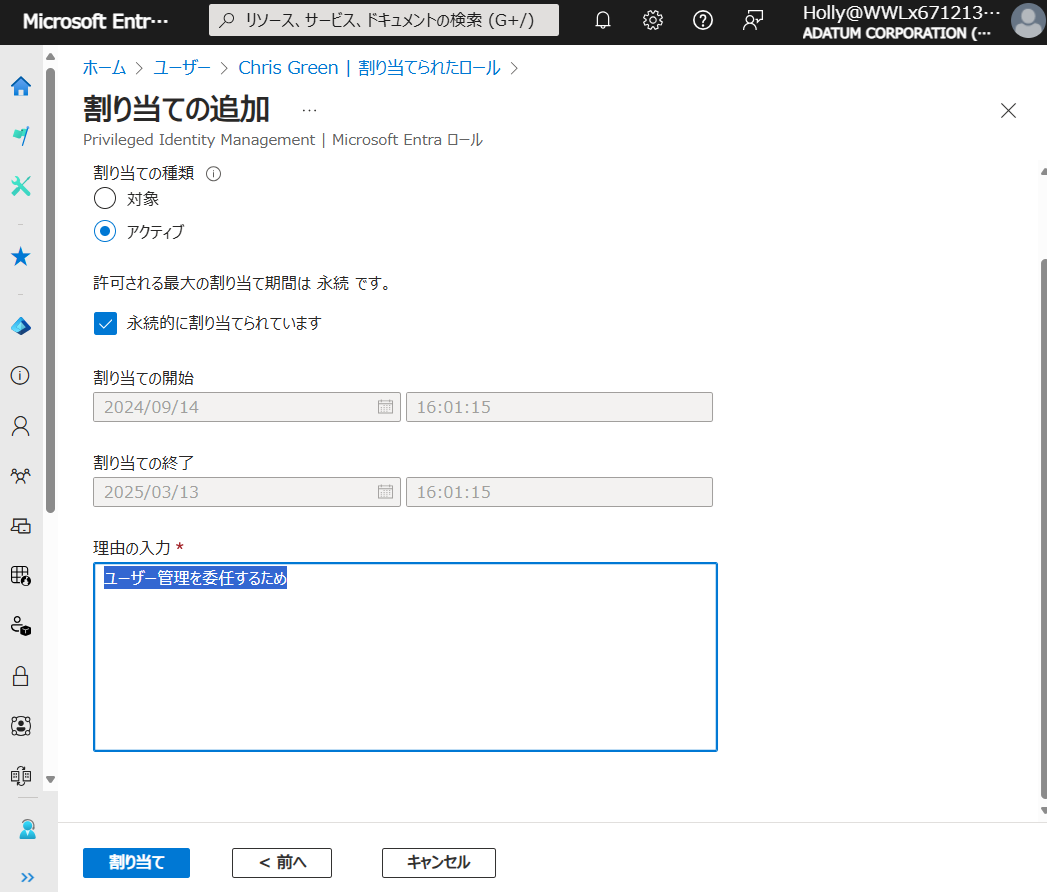 Microsoft Entr···
リソース、サービス、ドキュメントの検索 (G+/)
Holly@WWLx671213···
ADATUM CORPORATION (···
ホーム > ユーザー > Chris Green | 割り当てられたロール >
割り当ての追加 ···
Privileged Identity Management | Microsoft Entra ロール
割り当ての種類
対象
アクティブ
許可される最大の割り当て期間は 永続 です。
永続的に割り当てられています
割り当ての開始
2024/09/14 16:01:15
割り当ての終了
2025/03/13 16:01:15
理由の入力 *
ユーザー管理を委任するため
割り当て < 前へ キャンセル